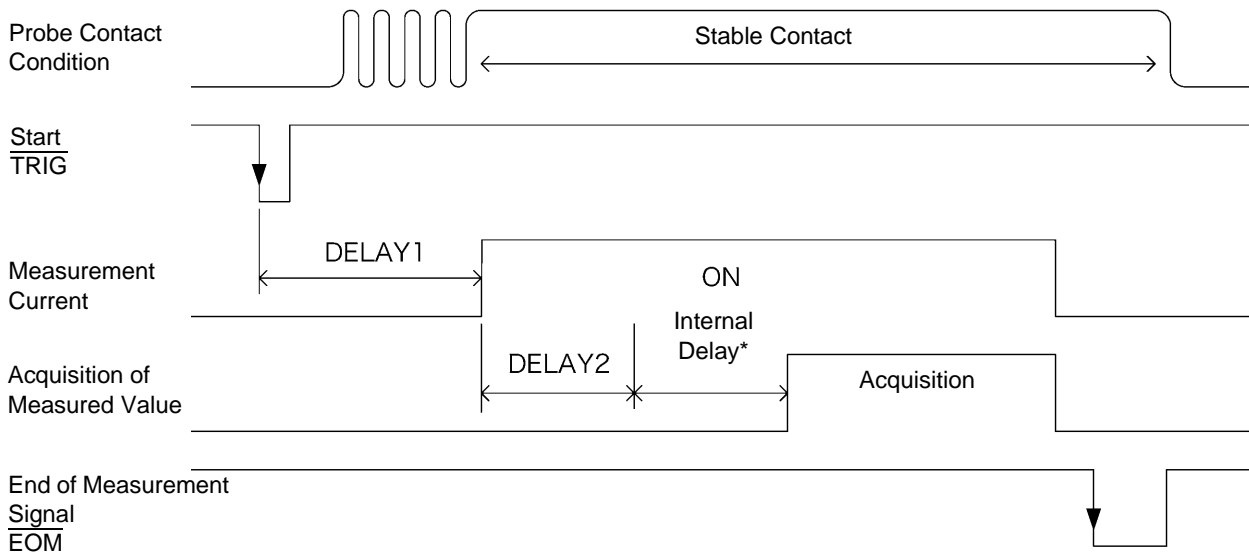 Probe Contact
Condition
Stable Contact
Start
TRIG
DELAY1
Measurement
Current
ON
Internal
Delay*
DELAY2
Acquisition of
Measured Value
Acquisition
End of Measurement
Signal
EOM